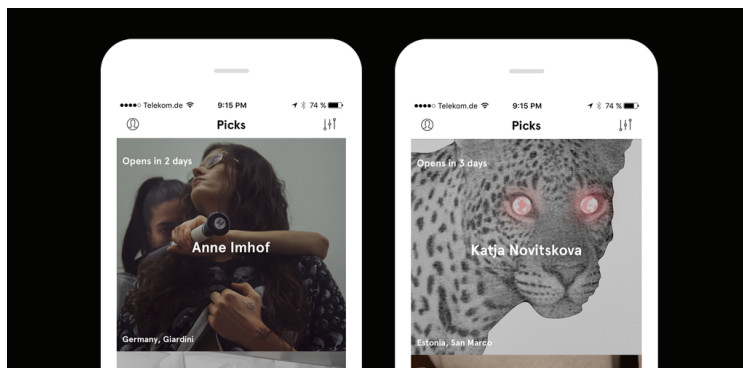 Telekom.de 9:15 PM 74 %
Picks
Opens in 2 days
Anne Imhof
Germany, Giardini
Telekom.de 9:15 PM 74 %
Picks
Opens in 3 days
Katja Novitskova
Estonia, San Marco